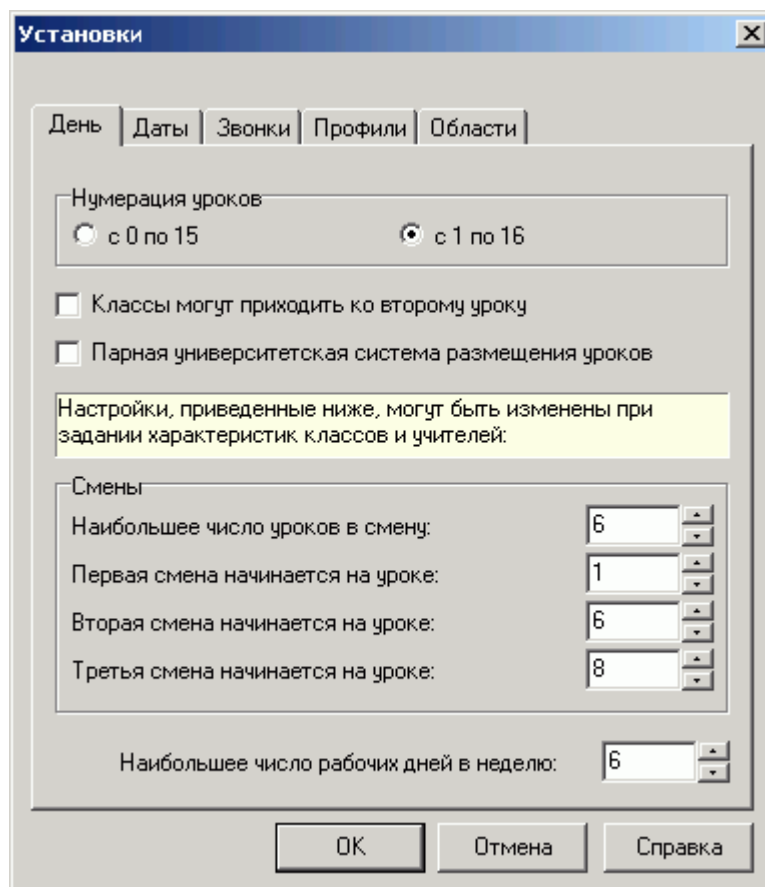 Установки
День Даты Звонки Профили Области
Нумерация уроков
с 0 по 15 с 1 по 16
Классы могут приходить ко второму уроку
Парная университетская система размещения уроков
Настройки, приведенные ниже, могут быть изменены при
задании характеристик классов и учителей:
Смены
Наибольшее число уроков в смену: 6
Первая смена начинается на уроке: 1
Вторая смена начинается на уроке: 6
Третья смена начинается на уроке: 8
Наибольшее число рабочих дней в неделю: 6
OK Отмена Справка